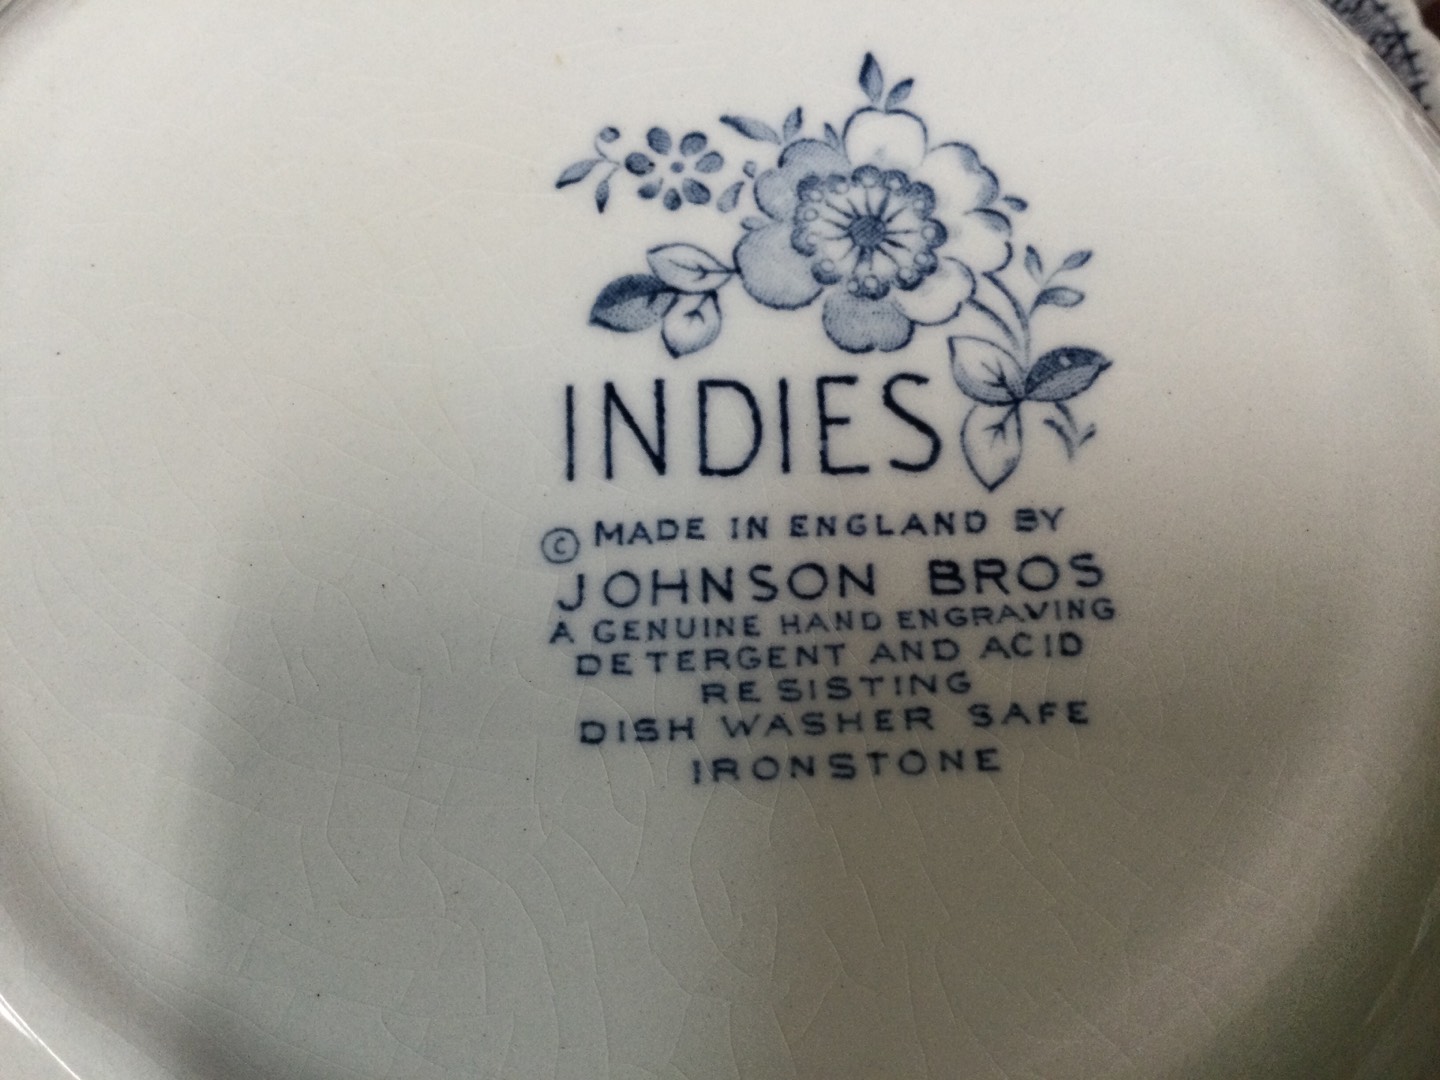 INDIES
© MADE IN ENGLAND BY
JOHNSON BROS
A GENUINE HAND ENGRAVING
DETERGENT AND ACID
RESISTING
DISH WASHER SAFE
IRONSTONE